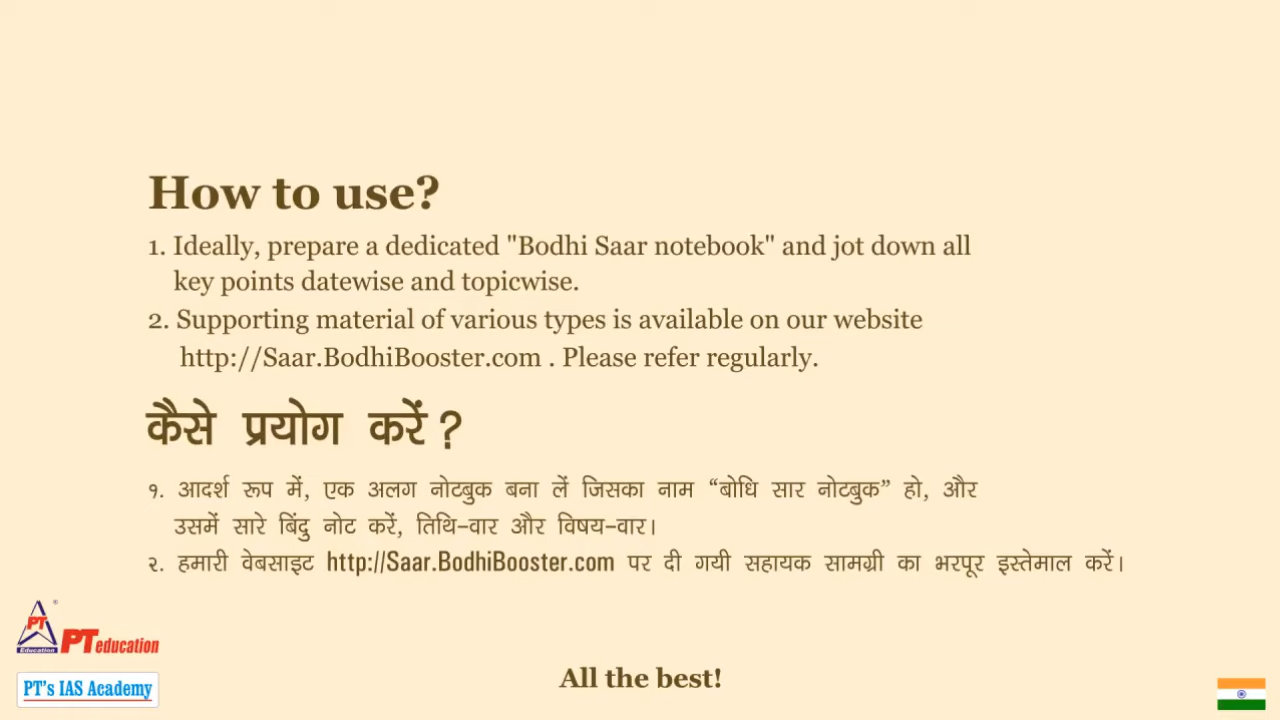 How to use?
1. Ideally, prepare a dedicated "Bodhi Saar notebook" and jot down all
key points datewise and topicwise.
2. Supporting material of various types is available on our website
http://Saar.BodhiBooster.com . Please refer regularly.
कैसे प्रयोग करें ?
१. आदर्श रूप में, एक अलग नोटबुक बना लें जिसका नाम “बोधि सार नोटबुक” हो, और
उसमें सारे बिंदु नोट करें, तिथि-वार और विषय-वार।
२. हमारी वेबसाइट http://Saar.BodhiBooster.com पर दी गयी सहायक सामग्री का भरपूर इस्तेमाल करें।
PT
Education
PT education
PT's IAS Academy
All the best!